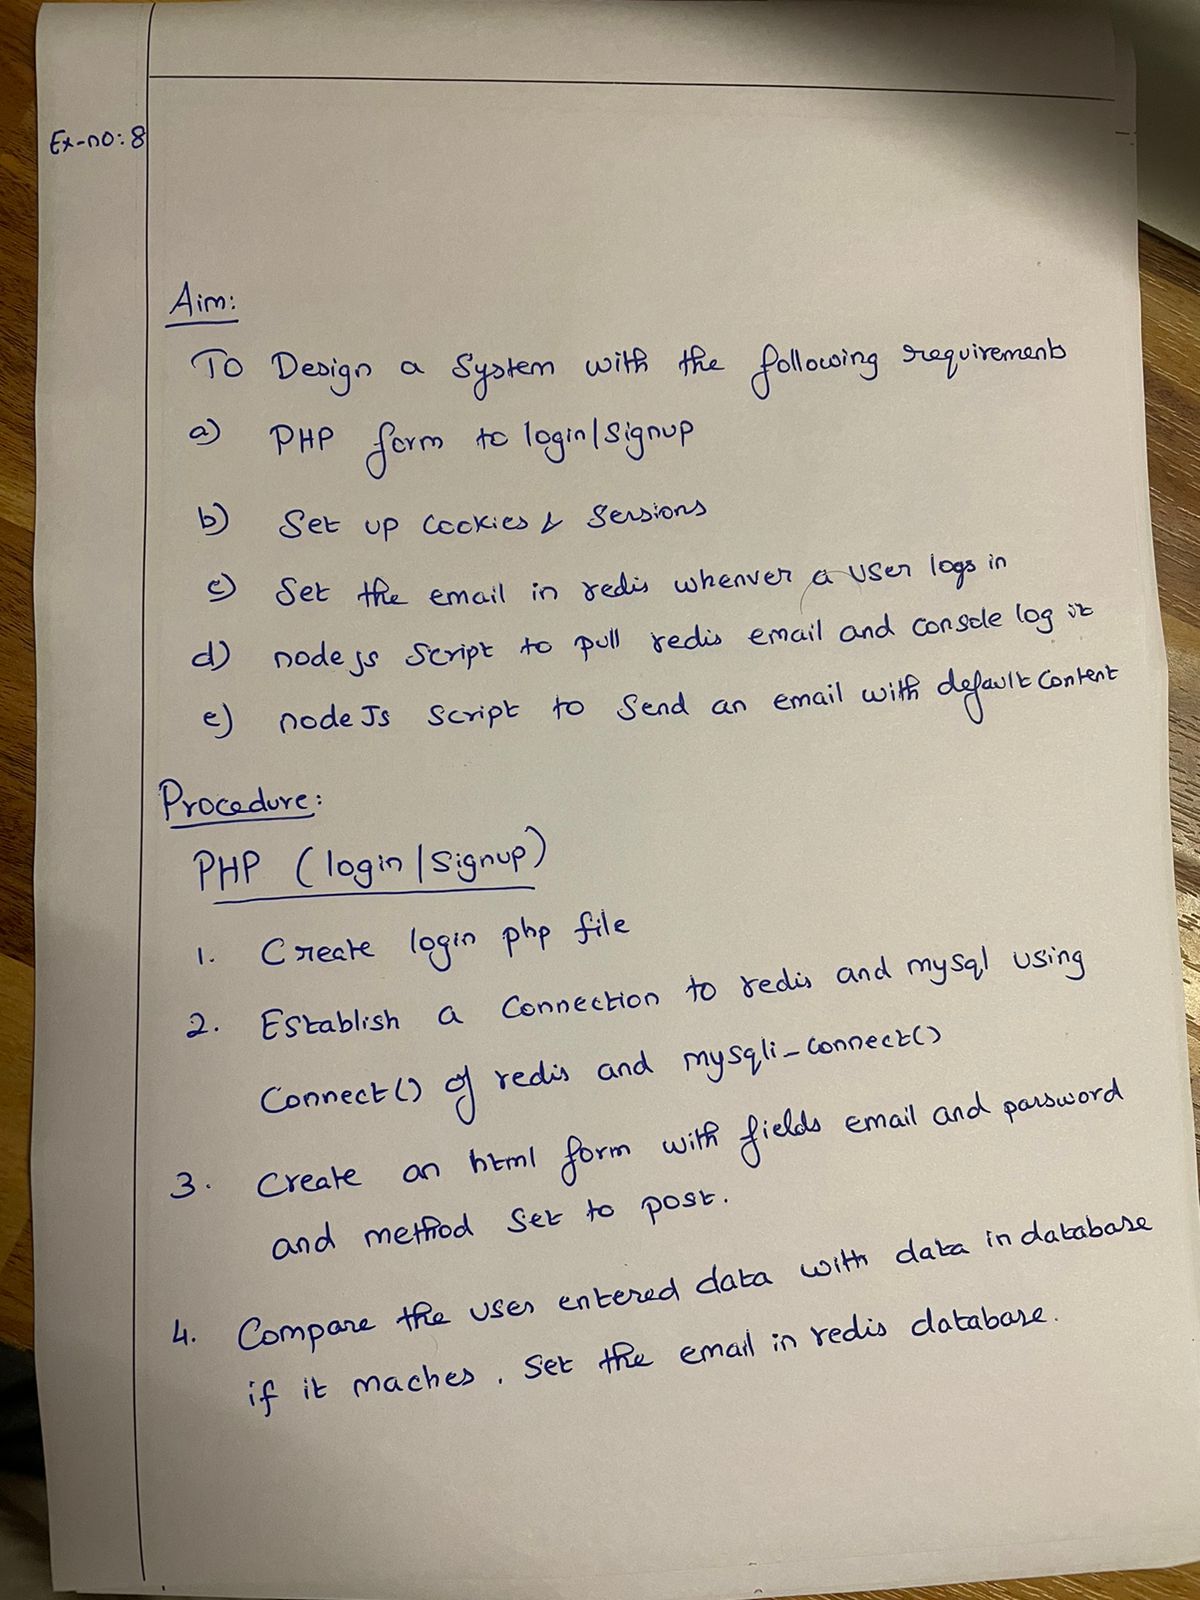 Ex-no: 8
Aim:
To Design a System with the following requirements
a) PHP form to login/Signup
b) Set up Cookies & Sessions
c) Set the email in redis whenver a user logs in
d) node js Script to pull redis email and console log it
e) node Js Script to Send an email with default Content
Procedure:
PHP (login/Signup)
1. Create login php file
2. Establish a Connection to redis and mysql using
Connect() of redis and mysqli_connect()
3. Create an html form with fields email and password
and method Set to post.
4. Compare the user entered data with data in database
if it maches. Set the email in redis database.